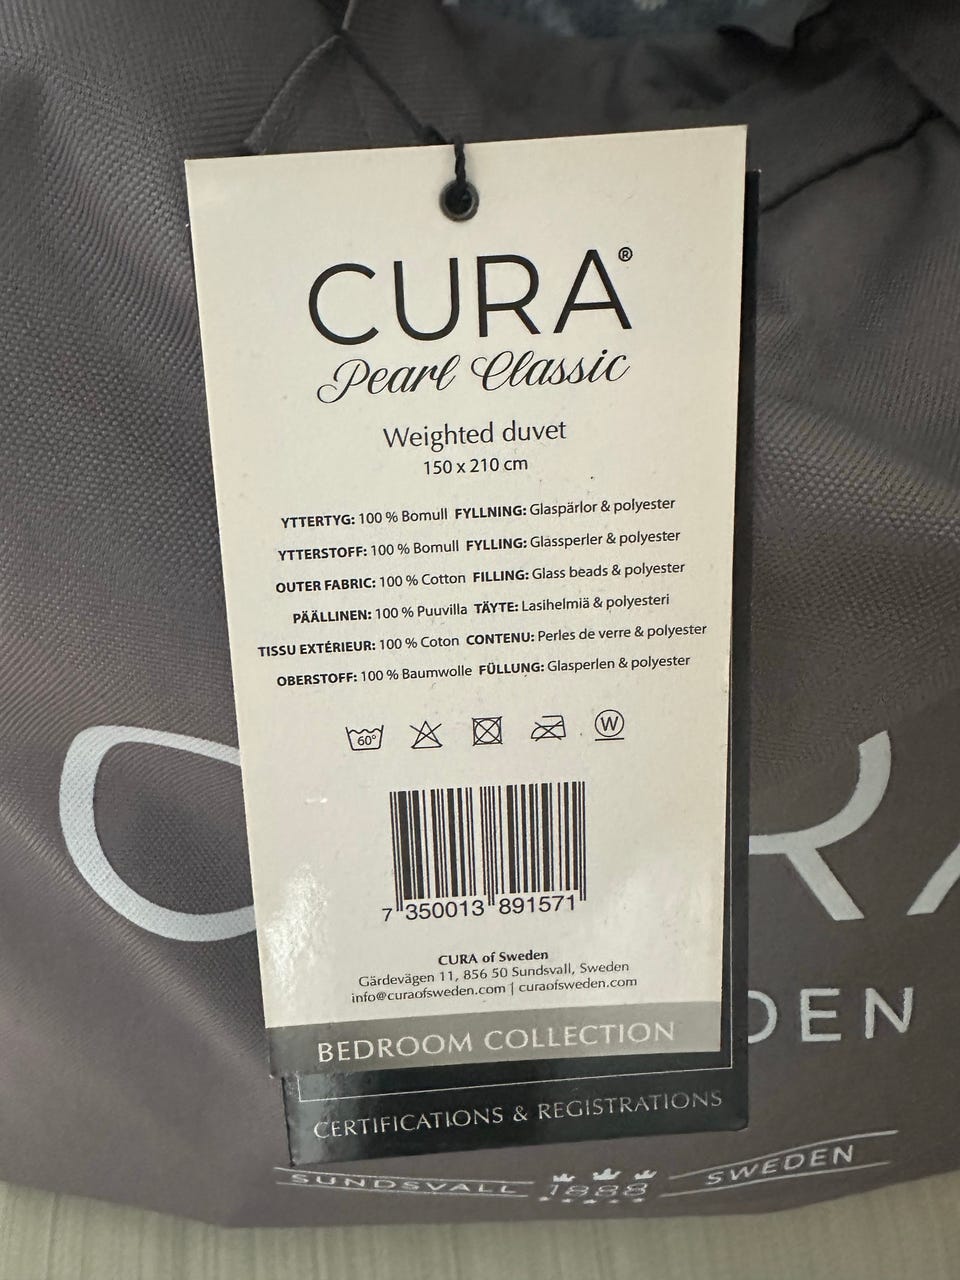 CURA®
Pearl Classic
Weighted duvet
150 x 210 cm
YTTERTYG: 100 % Bomull FYLLNING: Glaspärlor & polyester
YTTERSTOFF: 100 % Bomull FYLLING: Glassperler & polyester
OUTER FABRIC: 100 % Cotton FILLING: Glass beads & polyester
PÄÄLLINEN: 100 % Puuvilla TÄYTE: Lasihelmiä & polyesteri
TISSU EXTÉRIEUR: 100 % Coton CONTENU: Perles de verre & polyester
OBERSTOFF: 100 % Baumwolle FÜLLUNG: Glasperlen & polyester
60° W
7 350013 891571
CURA of Sweden
Gärdevägen 11, 856 50 Sundsvall, Sweden
info@curaofsweden.com | curaofsweden.com
BEDROOM COLLECTION
CERTIFICATIONS & REGISTRATIONS
C RA
DEN
SUNDSVALL 1888 SWEDEN